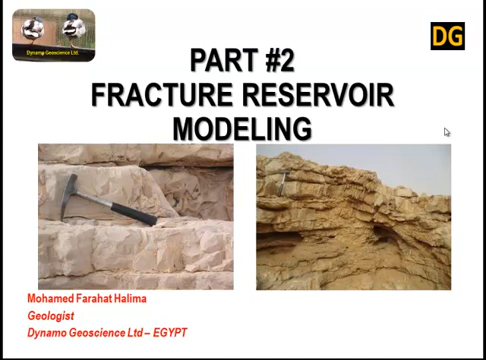 Dynamo Geoscience Ltd.
DG
PART #2
FRACTURE RESERVOIR
MODELING
Mohamed Farahat Halima
Geologist
Dynamo Geoscience Ltd – EGYPT